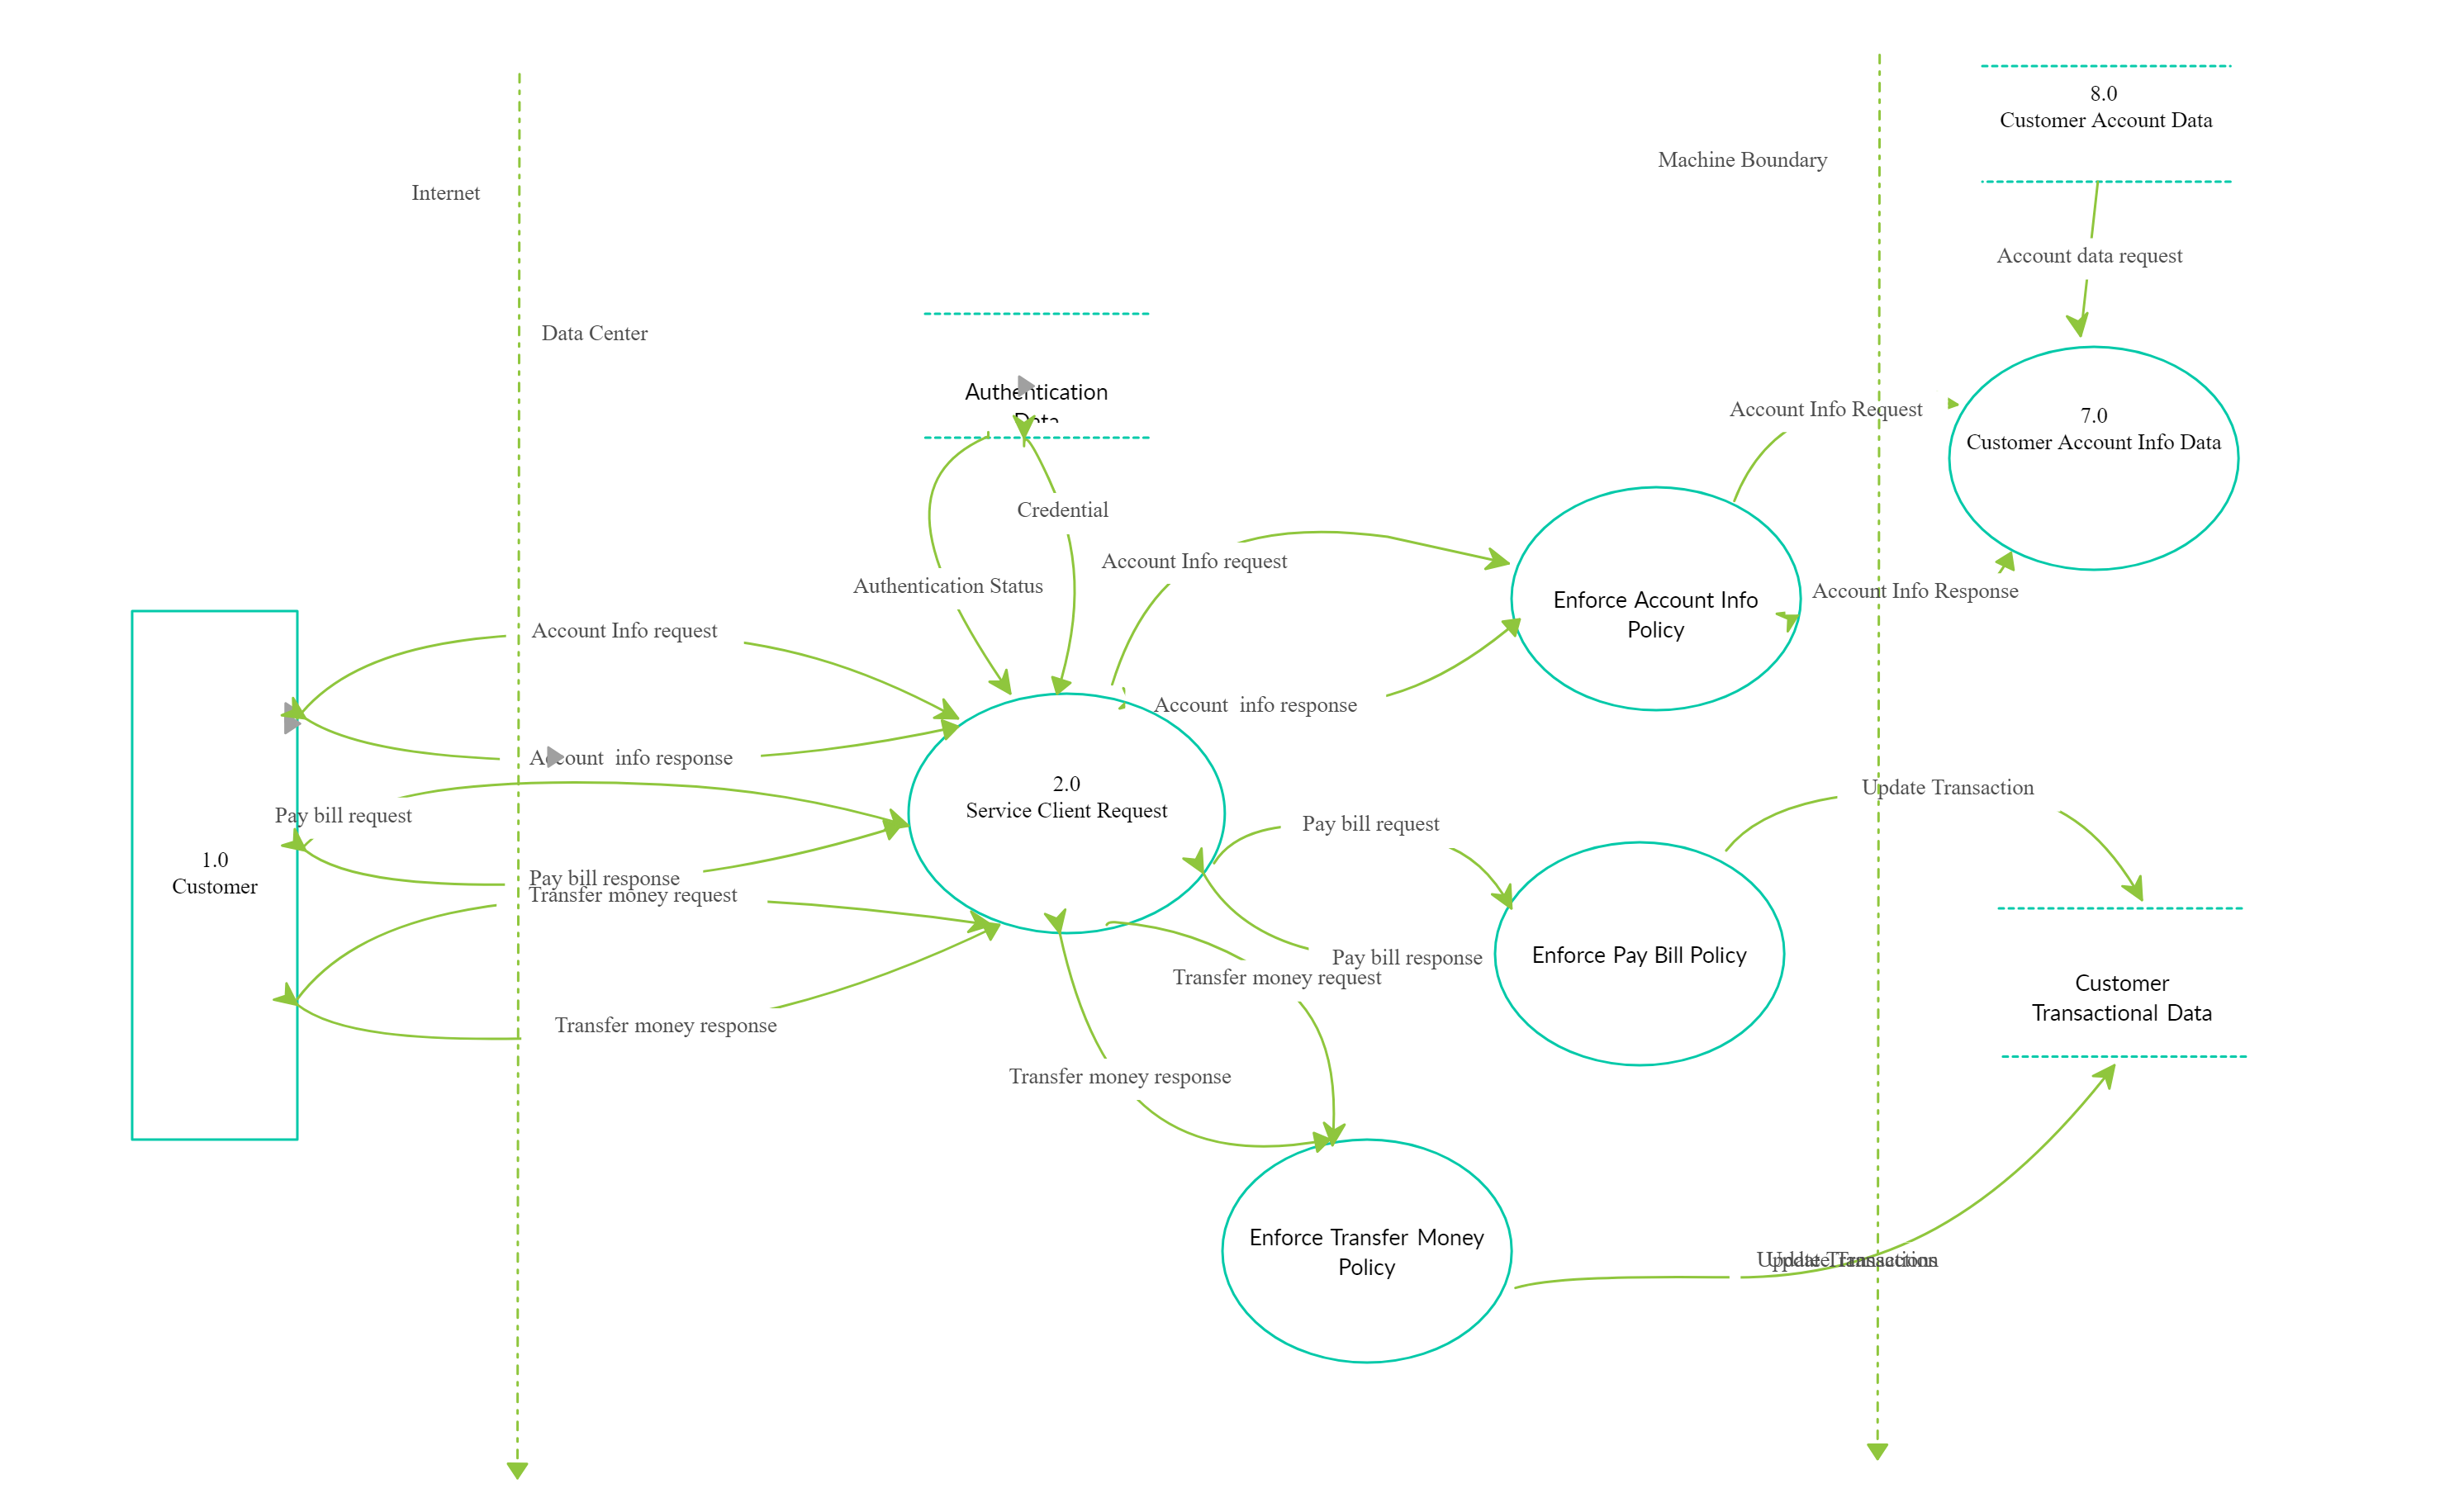 8.0
Customer Account Data
Machine Boundary
Internet
Account data request
Data Center
Authentication
Data
Account Info Request
7.0
Customer Account Info Data
Credential
Account Info request
Authentication Status
Account Info Response
Enforce Account Info
Policy
Account Info request
Account  info response
Account  info response
2.0
Service Client Request
Update Transaction
Pay bill request
Pay bill request
1.0
Customer
Pay bill response
Transfer money request
Enforce Pay Bill Policy
Pay bill response
Transfer money request
Customer
Transactional Data
Transfer money response
Transfer money response
Enforce Transfer Money
Policy
Update Transaction
Update Transaction